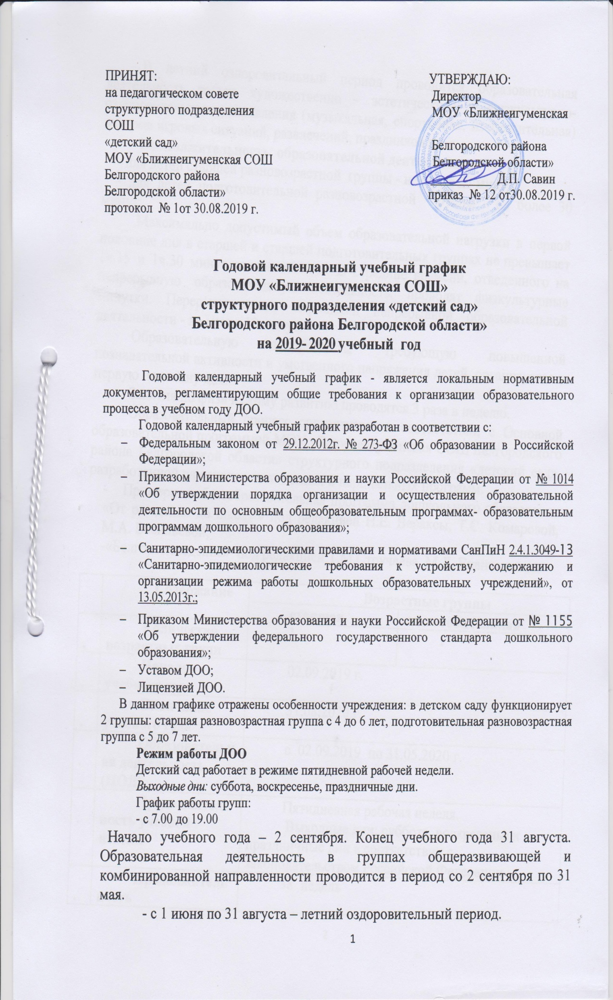 ПРИНЯТ:
на педагогическом совете
структурного подразделения
СОШ
«детский сад»
МОУ «Ближнеигуменская СОШ
Белгородского района
Белгородской области»
протокол № 1от 30.08.2019 г.
УТВЕРЖДАЮ:
Директор
МОУ «Ближнеигуменская
Белгородского района
Белгородской области»
Д.П. Савин
приказ № 12 от30.08.2019 г.
Годовой календарный учебный график
МОУ «Ближнеигуменская СОШ»
структурного подразделения «детский сад»
Белгородского района Белгородской области»
на 2019- 2020 учебный год
Годовой календарный учебный график - является локальным нормативным
документов, регламентирующим общие требования к организации образовательного
процесса в учебном году ДОО.
Годовой календарный учебный график разработан в соответствии с:
– Федеральным законом от 29.12.2012г. № 273-ФЗ «Об образовании в Российской
Федерации»;
– Приказом Министерства образования и науки Российской Федерации от № 1014
«Об утверждении порядка организации и осуществления образовательной
деятельности по основным общеобразовательным программах- образовательным
программам дошкольного образования»;
– Санитарно-эпидемиологическими правилами и нормативами СанПиН 2.4.1.3049-13
«Санитарно-эпидемиологические требования к устройству, содержанию и
организации режима работы дошкольных образовательных учреждений», от
13.05.2013г.;
– Приказом Министерства образования и науки Российской Федерации от № 1155
«Об утверждении федерального государственного стандарта дошкольного
образования»;
– Уставом ДОО;
– Лицензией ДОО.
В данном графике отражены особенности учреждения: в детском саду функционирует
2 группы: старшая разновозрастная группа с 4 до 6 лет, подготовительная разновозрастная
группа с 5 до 7 лет.
Режим работы ДОО
Детский сад работает в режиме пятидневной рабочей недели.
Выходные дни: суббота, воскресенье, праздничные дни.
График работы групп:
- с 7.00 до 19.00
Начало учебного года – 2 сентября. Конец учебного года 31 августа.
Образовательная деятельность в группах общеразвивающей и
комбинированной направленности проводится в период со 2 сентября по 31
мая.
- с 1 июня по 31 августа – летний оздоровительный период.
1